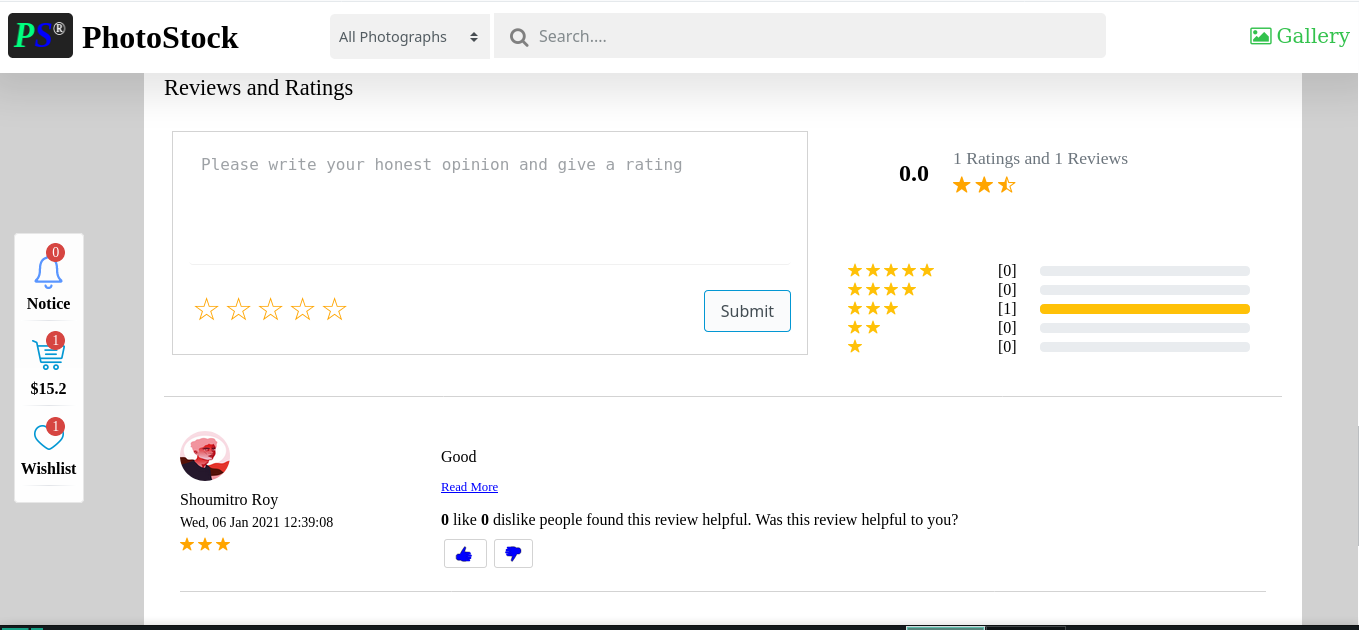 PS® PhotoStock
All Photographs
Search....
Gallery
Reviews and Ratings
Please write your honest opinion and give a rating
Submit
0.0
1 Ratings and 1 Reviews
[0]
[0]
[1]
[0]
[0]
0
Notice
1
$15.2
1
Wishlist
Shoumitro Roy
Wed, 06 Jan 2021 12:39:08
Good
Read More
0 like 0 dislike people found this review helpful. Was this review helpful to you?